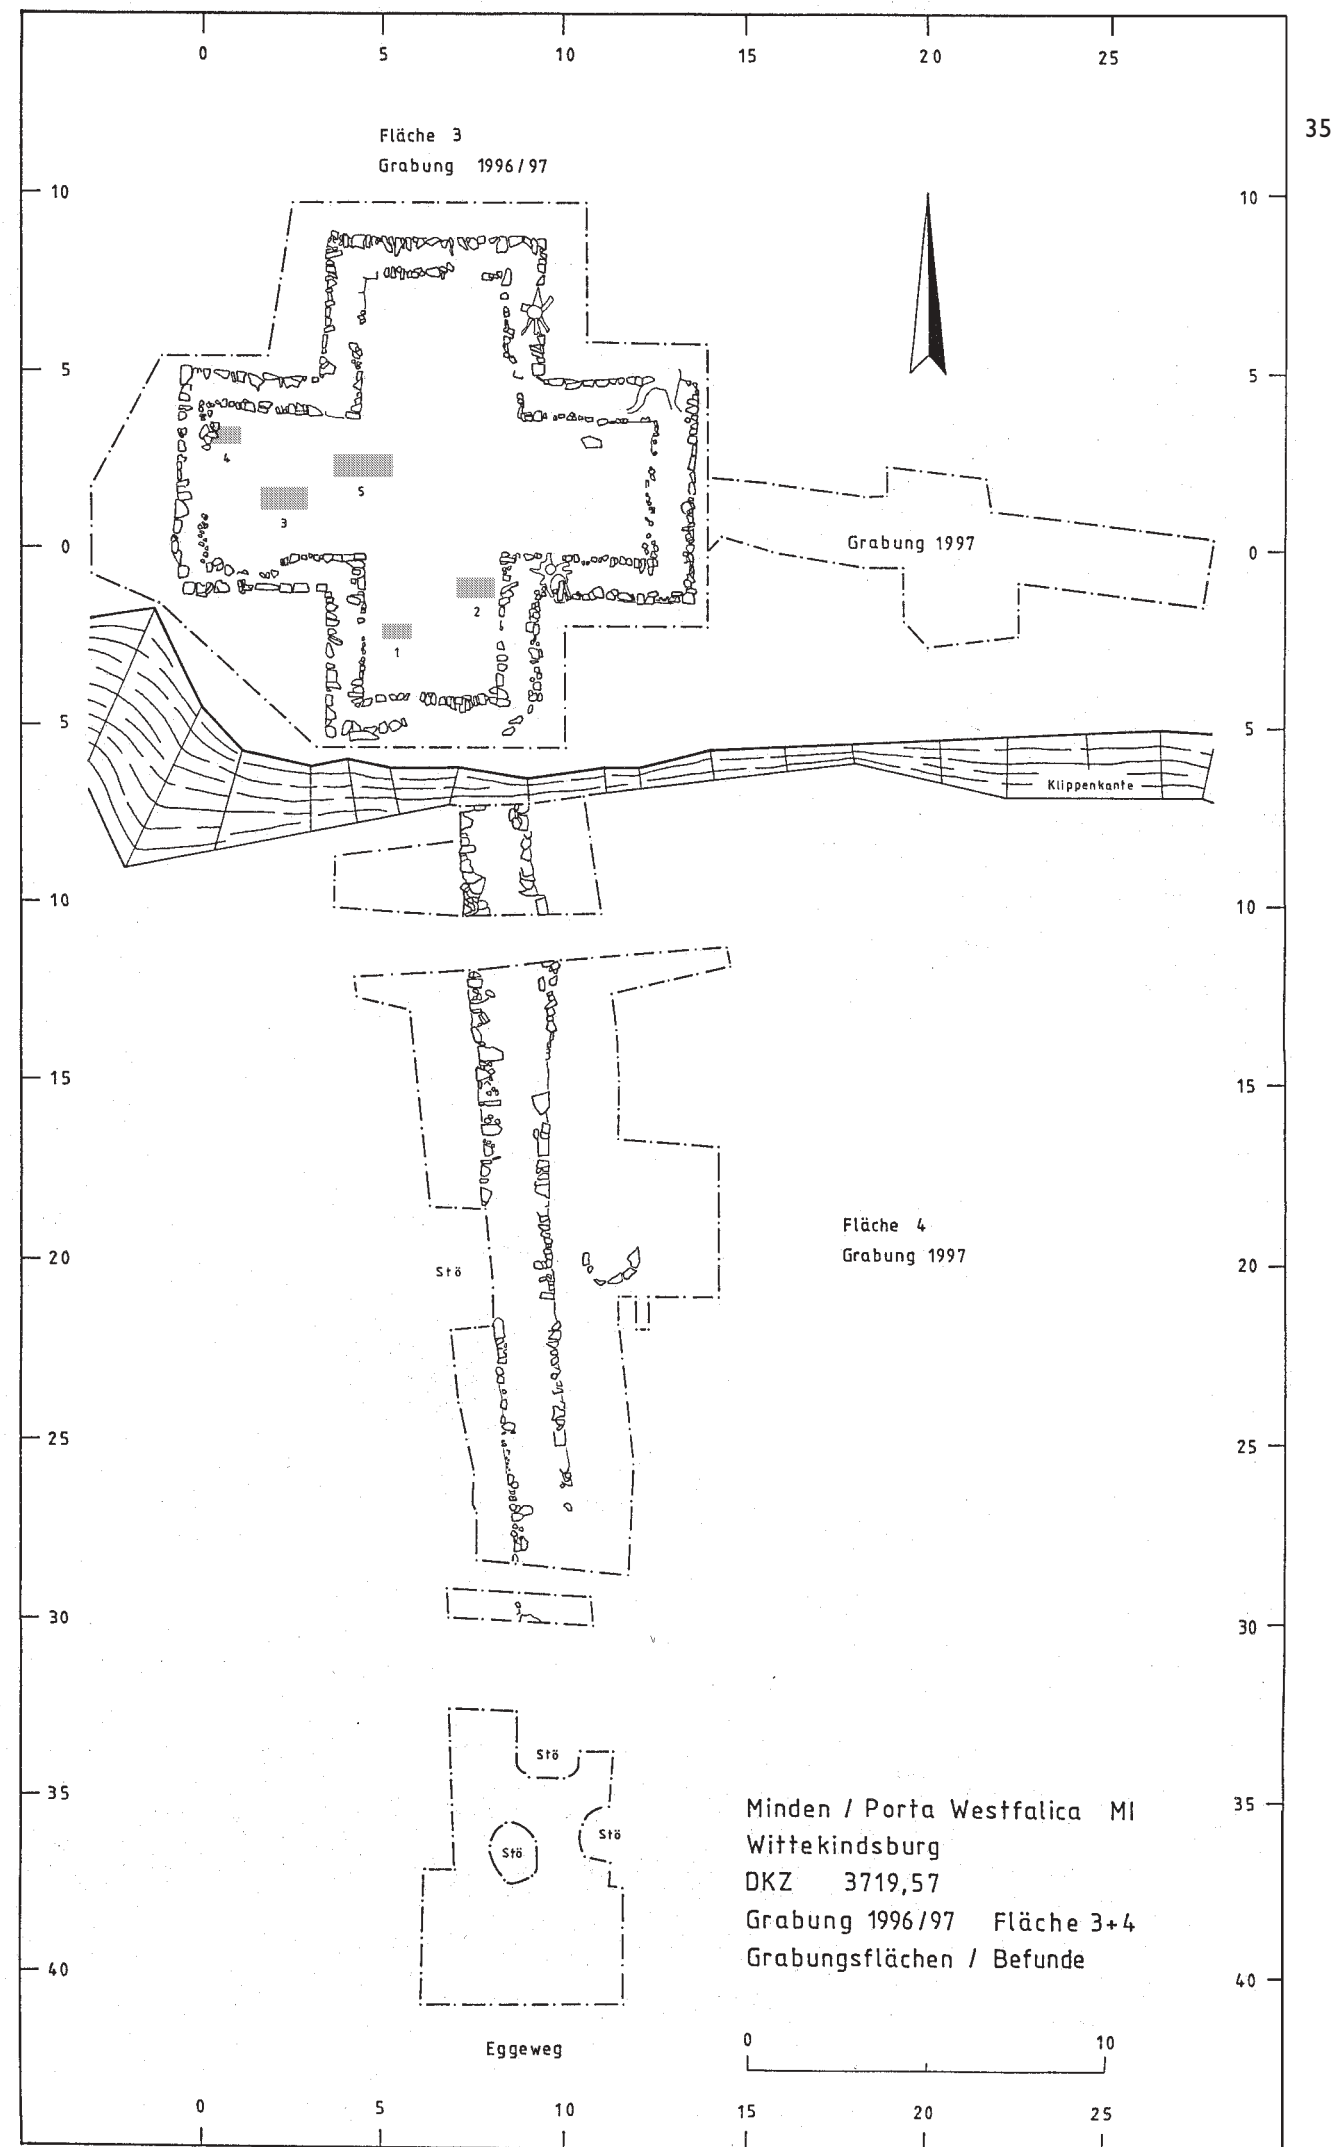 0 5 10 15 20 25
35
Fläche 3
Grabung 1996/97
10 10
5 5
4
5
3
0 0
Grabung 1997
2
1
5 5
Klippenkante
10 10
15 15
Fläche 4
Grabung 1997
20 20
Stö
25 25
30 30
Stö
35 35
Stö
Stö
Minden / Porta Westfalica MI
Wittekindsburg
DKZ 3719,57
Grabung 1996/97 Fläche 3+4
Grabungsflächen / Befunde
40 40
Eggeweg
0 10
0 5 10 15 20 25